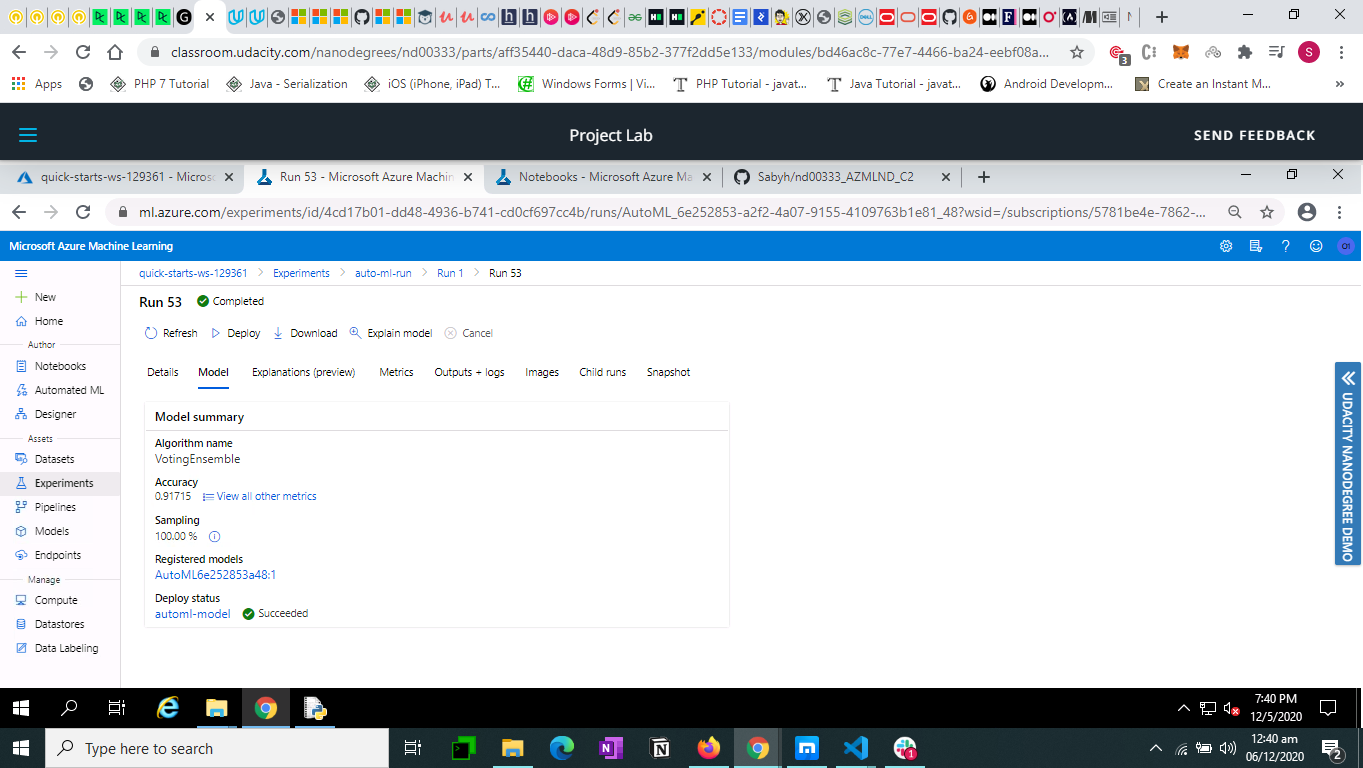 classroom.udacity.com/nanodegrees/nd00333/parts/aff35440-daca-48d9-85b2-377f2dd5e133/modules/bd46ac8c-77e7-4466-ba24-eebf08a...
S
3
Apps
PHP 7 Tutorial
Java - Serialization
iOS (iPhone, iPad) T...
Windows Forms | Vi...
PHP Tutorial - javat...
Java Tutorial - javat...
Android Developm...
Create an Instant M...
»
Project Lab
SEND FEEDBACK
quick-starts-ws-129361 - Micros
Run 53 - Microsoft Azure Machin
Notebooks - Microsoft Azure Ma
Sabyh/nd00333_AZMLND_C2
ml.azure.com/experiments/id/4cd17b01-dd48-4936-b741-cd0cf697cc4b/runs/AutoML_6e252853-a2f2-4a07-9155-4109763b1e81_48?wsid=/subscriptions/5781be4e-7862-...
Microsoft Azure Machine Learning
quick-starts-ws-129361 > Experiments > auto-ml-run > Run 1 > Run 53
New
Home
Author
Notebooks
Automated ML
Designer
Assets
Datasets
Experiments
Pipelines
Models
Endpoints
Manage
Compute
Datastores
Data Labeling
Run 53 Completed
Refresh Deploy Download Explain model Cancel
Details Model Explanations (preview) Metrics Outputs + logs Images Child runs Snapshot
Model summary
Algorithm name
VotingEnsemble
Accuracy
0.91715 View all other metrics
Sampling
100.00 %
Registered models
AutoML6e252853a48:1
Deploy status
automl-model Succeeded
UDACITY NANODEGREE DEMO
7:40 PM
12/5/2020
Type here to search
1
12:40 am
06/12/2020
2